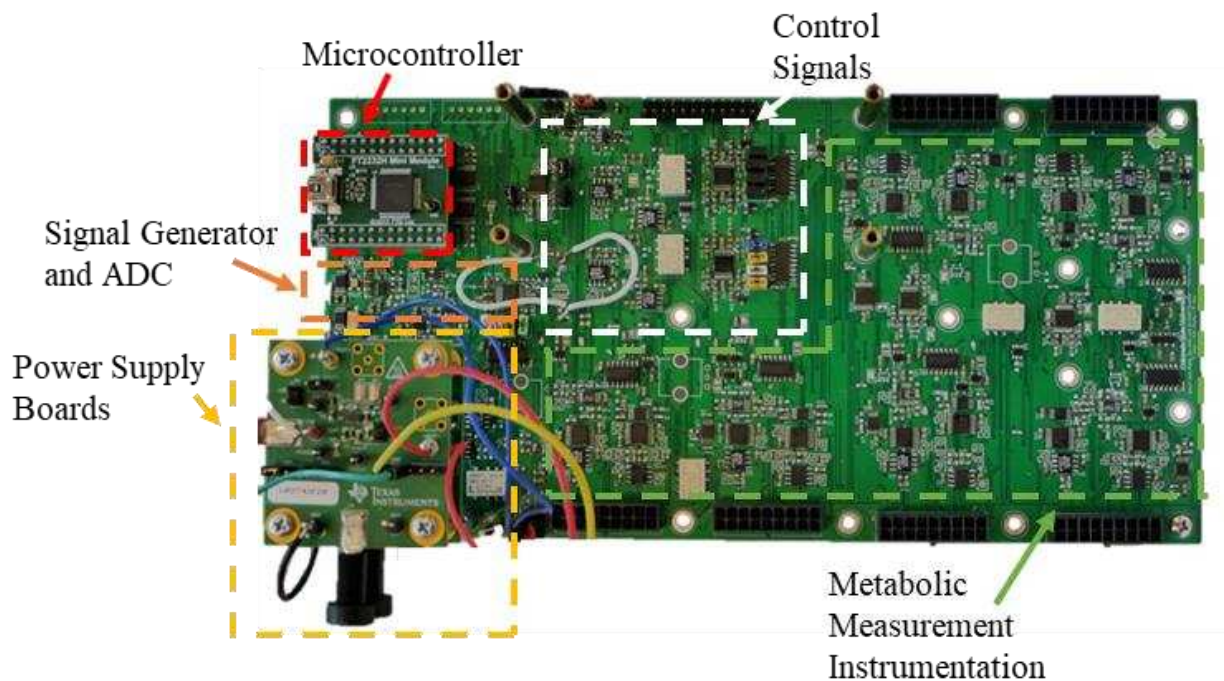 Control
Signals
Microcontroller
FT2232H Mini Module
Signal Generator
and ADC
Power Supply
Boards
TEXAS
INSTRUMENTS
Metabolic
Measurement
Instrumentation